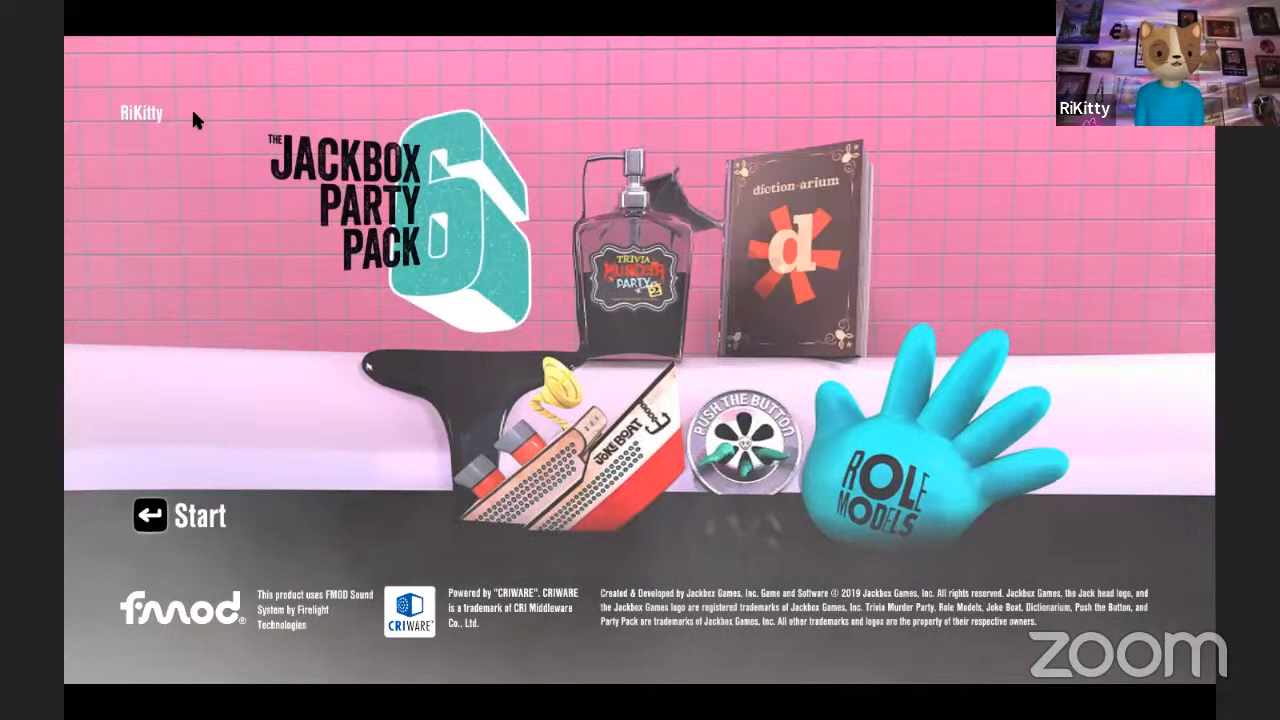 RiKitty
RiKitty
THE
JACKBOX
PARTY
PACK
6
TRIVIA
MURDER
PARTY
2
diction-arium
d
JOKE BOAT
PUSH THE BUTTON
ROLE
MODELS
Start
fmod®
This product uses FMOD Sound
System by Firelight
Technologies
CRIWARE™
Powered by "CRIWARE". CRIWARE
is a trademark of CRI Middleware
Co., Ltd.
Created & Developed by Jackbox Games, Inc. Game and Software © 2019 Jackbox Games, Inc. All rights reserved. Jackbox Games, the Jack head logo, and
the Jackbox Games logo are registered trademarks of Jackbox Games, Inc. Trivia Murder Party, Role Models, Joke Boat, Dictionarium, Push the Button, and
Party Pack are trademarks of Jackbox Games, Inc. All other trademarks and logos are the property of their respective owners.
zoom